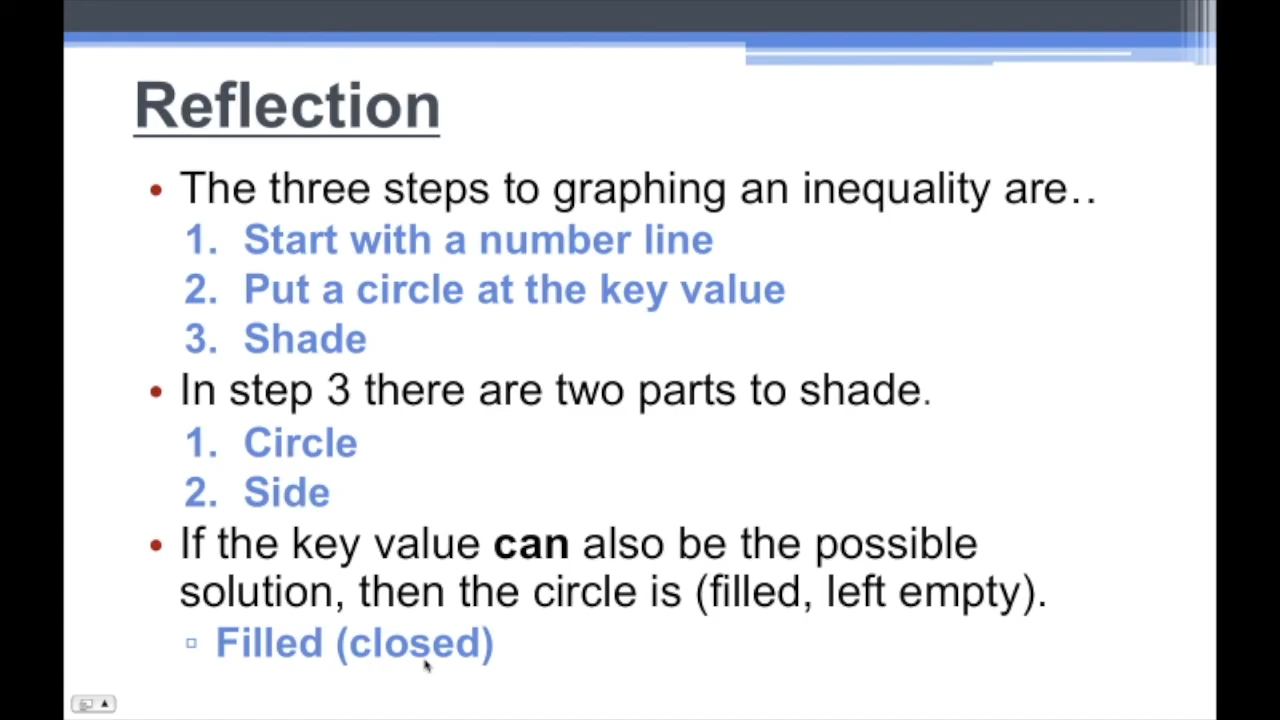 Reflection
• The three steps to graphing an inequality are..
1. Start with a number line
2. Put a circle at the key value
3. Shade
• In step 3 there are two parts to shade.
1. Circle
2. Side
• If the key value can also be the possible
solution, then the circle is (filled, left empty).
▫ Filled (closed)